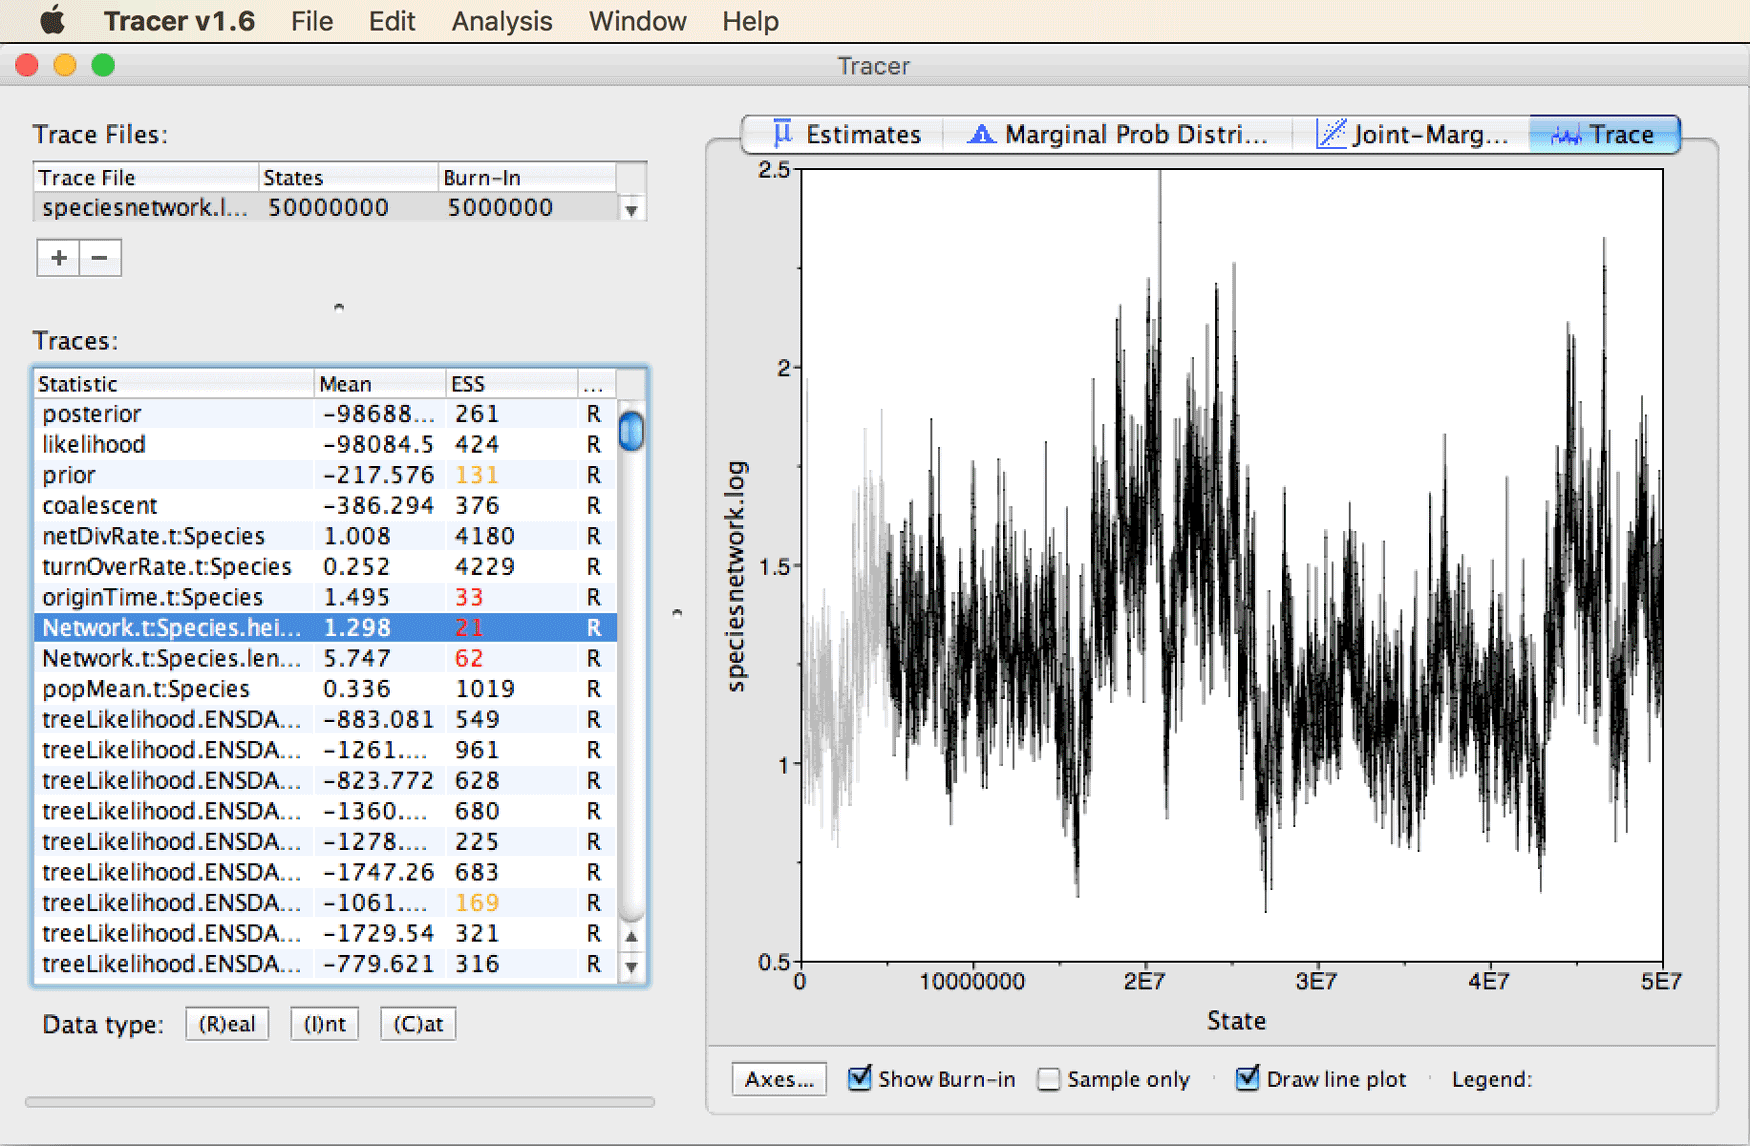 Tracer v1.6 File Edit Analysis Window Help
Tracer
Trace Files:
Trace File States Burn-In
speciesnetwork.l... 50000000 5000000
+ −
Traces:
Statistic Mean ESS ...
posterior -98688... 261 R
likelihood -98084.5 424 R
prior -217.576 131 R
coalescent -386.294 376 R
netDivRate.t:Species 1.008 4180 R
turnOverRate.t:Species 0.252 4229 R
originTime.t:Species 1.495 33 R
Network.t:Species.hei... 1.298 21 R
Network.t:Species.len... 5.747 62 R
popMean.t:Species 0.336 1019 R
treeLikelihood.ENSDA... -883.081 549 R
treeLikelihood.ENSDA... -1261.... 961 R
treeLikelihood.ENSDA... -823.772 628 R
treeLikelihood.ENSDA... -1360.... 680 R
treeLikelihood.ENSDA... -1278.... 225 R
treeLikelihood.ENSDA... -1747.26 683 R
treeLikelihood.ENSDA... -1061.... 169 R
treeLikelihood.ENSDA... -1729.54 321 R
treeLikelihood.ENSDA... -779.621 316 R
Data type: (R)eal (I)nt (C)at
Estimates Marginal Prob Distri... Joint-Marg... Trace
2.5
2
1.5
1
0.5
speciesnetwork.log
0 10000000 2E7 3E7 4E7 5E7
State
Axes... Show Burn-in Sample only Draw line plot Legend: